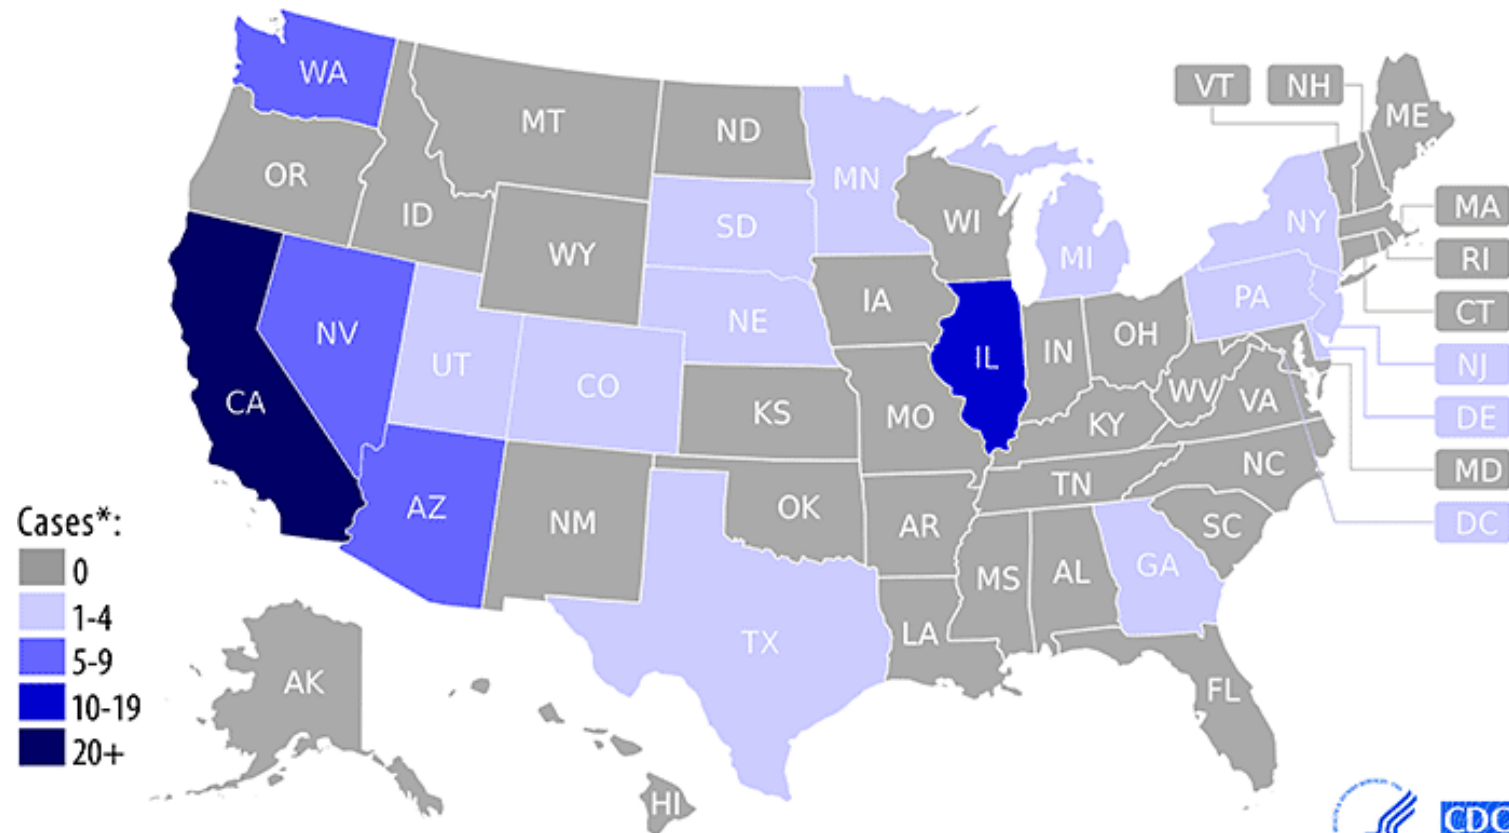 WA
MT
ND
MN
VT
NH
ME
OR
ID
SD
WI
NY
MA
WY
MI
RI
IA
NE
PA
CT
NV
UT
CO
IL
IN
OH
NJ
CA
KS
MO
WV
VA
DE
KY
MD
AZ
NM
OK
AR
TN
NC
SC
DC
MS
AL
GA
LA
TX
FL
AK
HI
Cases*:
0
1-4
5-9
10-19
20+
CDC